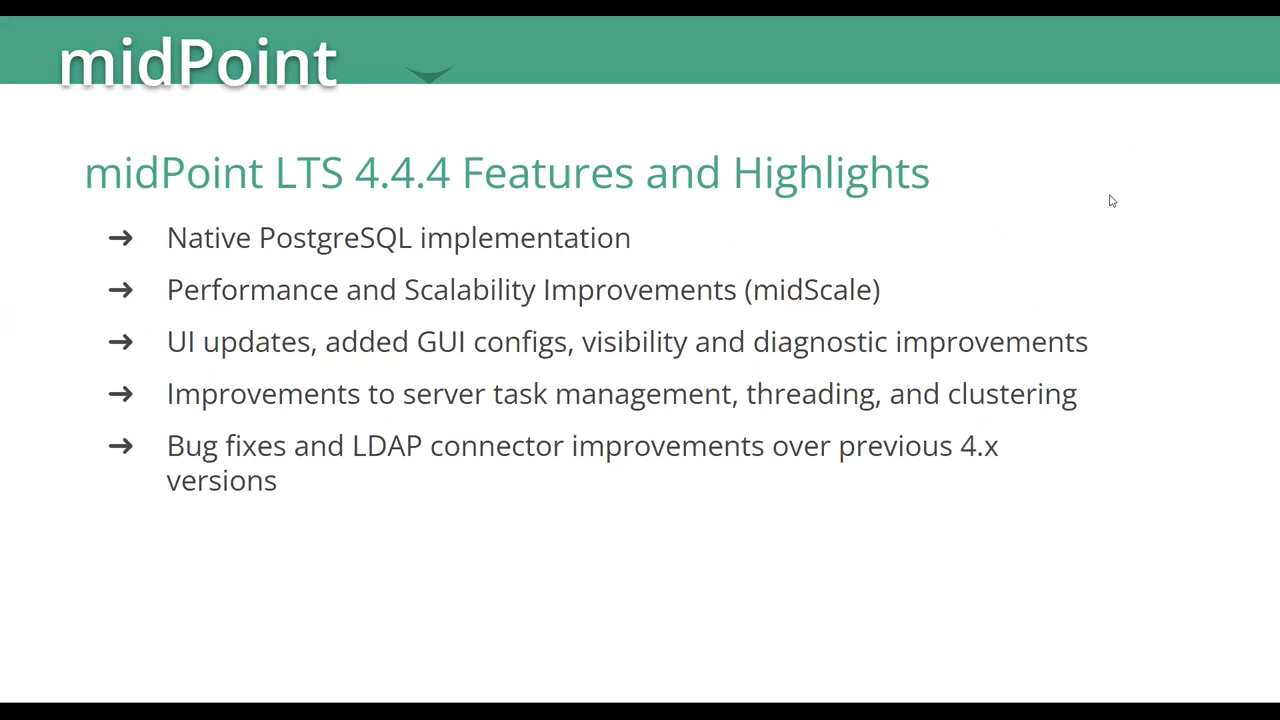 midPoint
midPoint LTS 4.4.4 Features and Highlights
➔ Native PostgreSQL implementation
➔ Performance and Scalability Improvements (midScale)
➔ UI updates, added GUI configs, visibility and diagnostic improvements
➔ Improvements to server task management, threading, and clustering
➔ Bug fixes and LDAP connector improvements over previous 4.x
versions